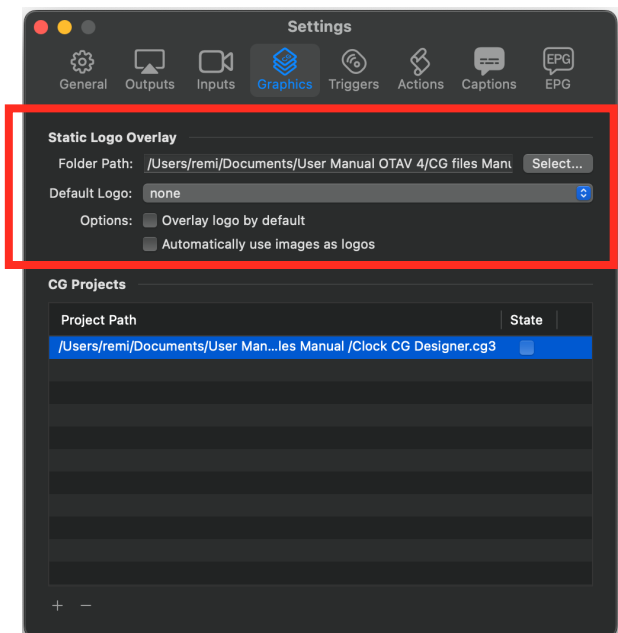 Settings
General Outputs Inputs Graphics Triggers Actions Captions EPG EPG
Static Logo Overlay
Folder Path: /Users/remi/Documents/User Manual OTAV 4/CG files Manu Select...
Default Logo: none
Options: Overlay logo by default
Automatically use images as logos
CG Projects
Project Path State
/Users/remi/Documents/User Man...les Manual /Clock CG Designer.cg3
+ −